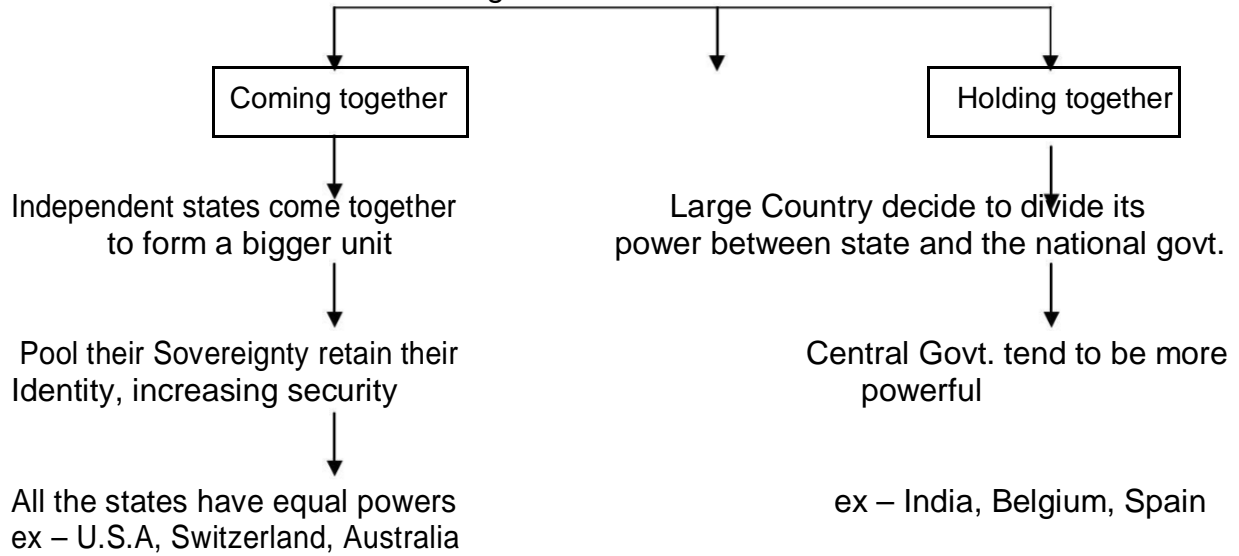 Coming together
Independent states come together
to form a bigger unit
Pool their Sovereignty retain their
Identity, increasing security
All the states have equal powers
ex – U.S.A, Switzerland, Australia
Holding together
Large Country decide to divide its
power between state and the national govt.
Central Govt. tend to be more
powerful
ex – India, Belgium, Spain